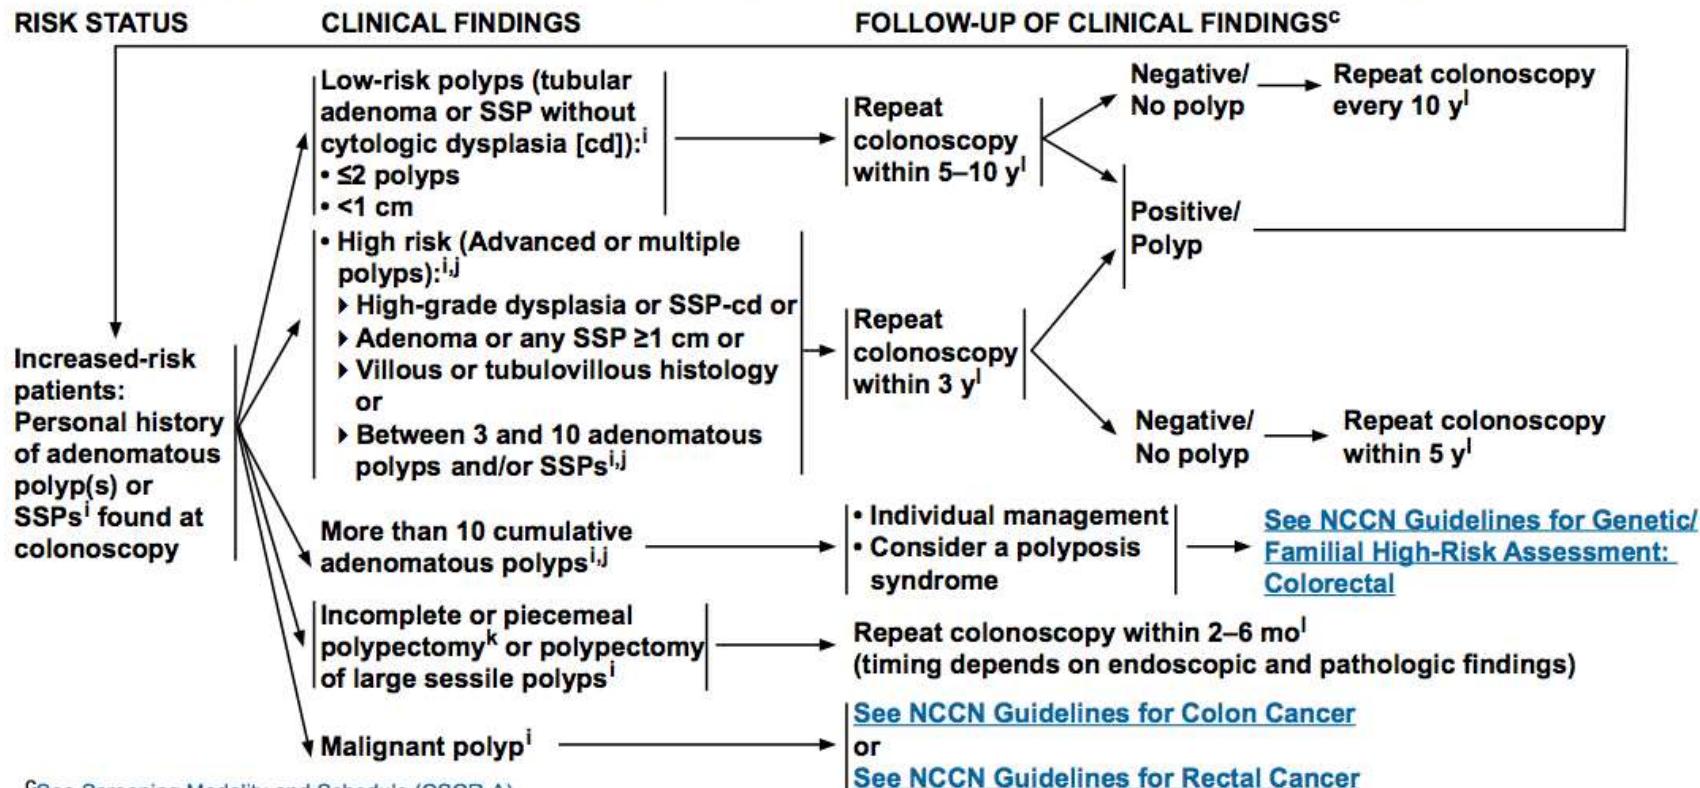 RISK STATUS
CLINICAL FINDINGS
FOLLOW-UP OF CLINICAL FINDINGSᶜ
Increased-risk
patients:
Personal history
of adenomatous
polyp(s) or
SSPsⁱ found at
colonoscopy
Low-risk polyps (tubular
adenoma or SSP without
cytologic dysplasia [cd]):ⁱ
• ≤2 polyps
• <1 cm
Repeat
colonoscopy
within 5–10 yˡ
Negative/
No polyp
Repeat colonoscopy
every 10 yˡ
Positive/
Polyp
• High risk (Advanced or multiple
polyps):ⁱ,ʲ
▸ High-grade dysplasia or SSP-cd or
▸ Adenoma or any SSP ≥1 cm or
▸ Villous or tubulovillous histology
or
▸ Between 3 and 10 adenomatous
polyps and/or SSPsⁱ,ʲ
Repeat
colonoscopy
within 3 yˡ
Negative/
No polyp
Repeat colonoscopy
within 5 yˡ
More than 10 cumulative
adenomatous polypsⁱ,ʲ
• Individual management
• Consider a polyposis
syndrome
See NCCN Guidelines for Genetic/
Familial High-Risk Assessment:
Colorectal
Incomplete or piecemeal
polypectomyᵏ or polypectomy
of large sessile polypsⁱ
Repeat colonoscopy within 2–6 moˡ
(timing depends on endoscopic and pathologic findings)
Malignant polypⁱ
See NCCN Guidelines for Colon Cancer
or
See NCCN Guidelines for Rectal Cancer